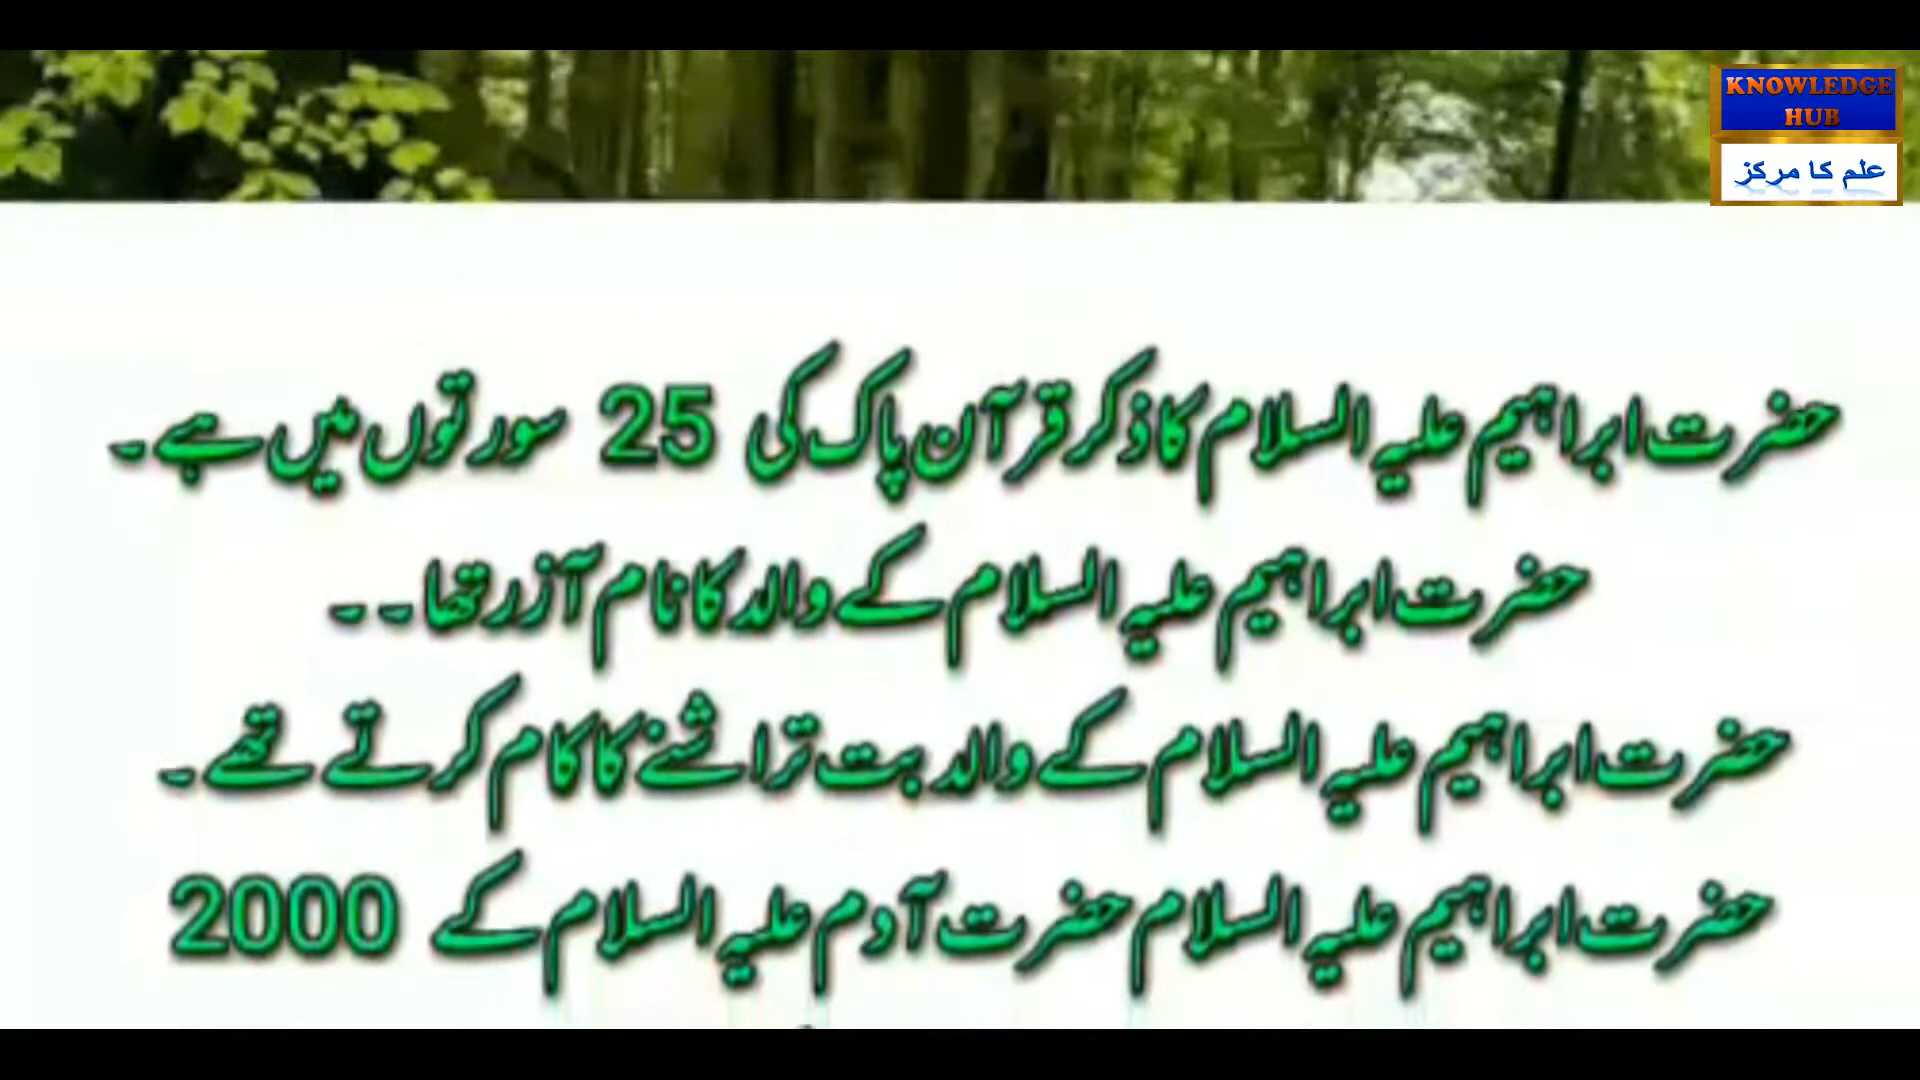 KNOWLEDGE
HUB
علم کا مرکز
حضرت ابراہیم علیہ السلام کا ذکر قرآن پاک کی 25 سورتوں میں ہے۔
حضرت ابراہیم علیہ السلام کے والد کا نام آزر تھا۔۔
حضرت ابراہیم علیہ السلام کے والد بت تراشنے کا کام کرتے تھے۔
حضرت ابراہیم علیہ السلام حضرت آدم علیہ السلام کے 2000